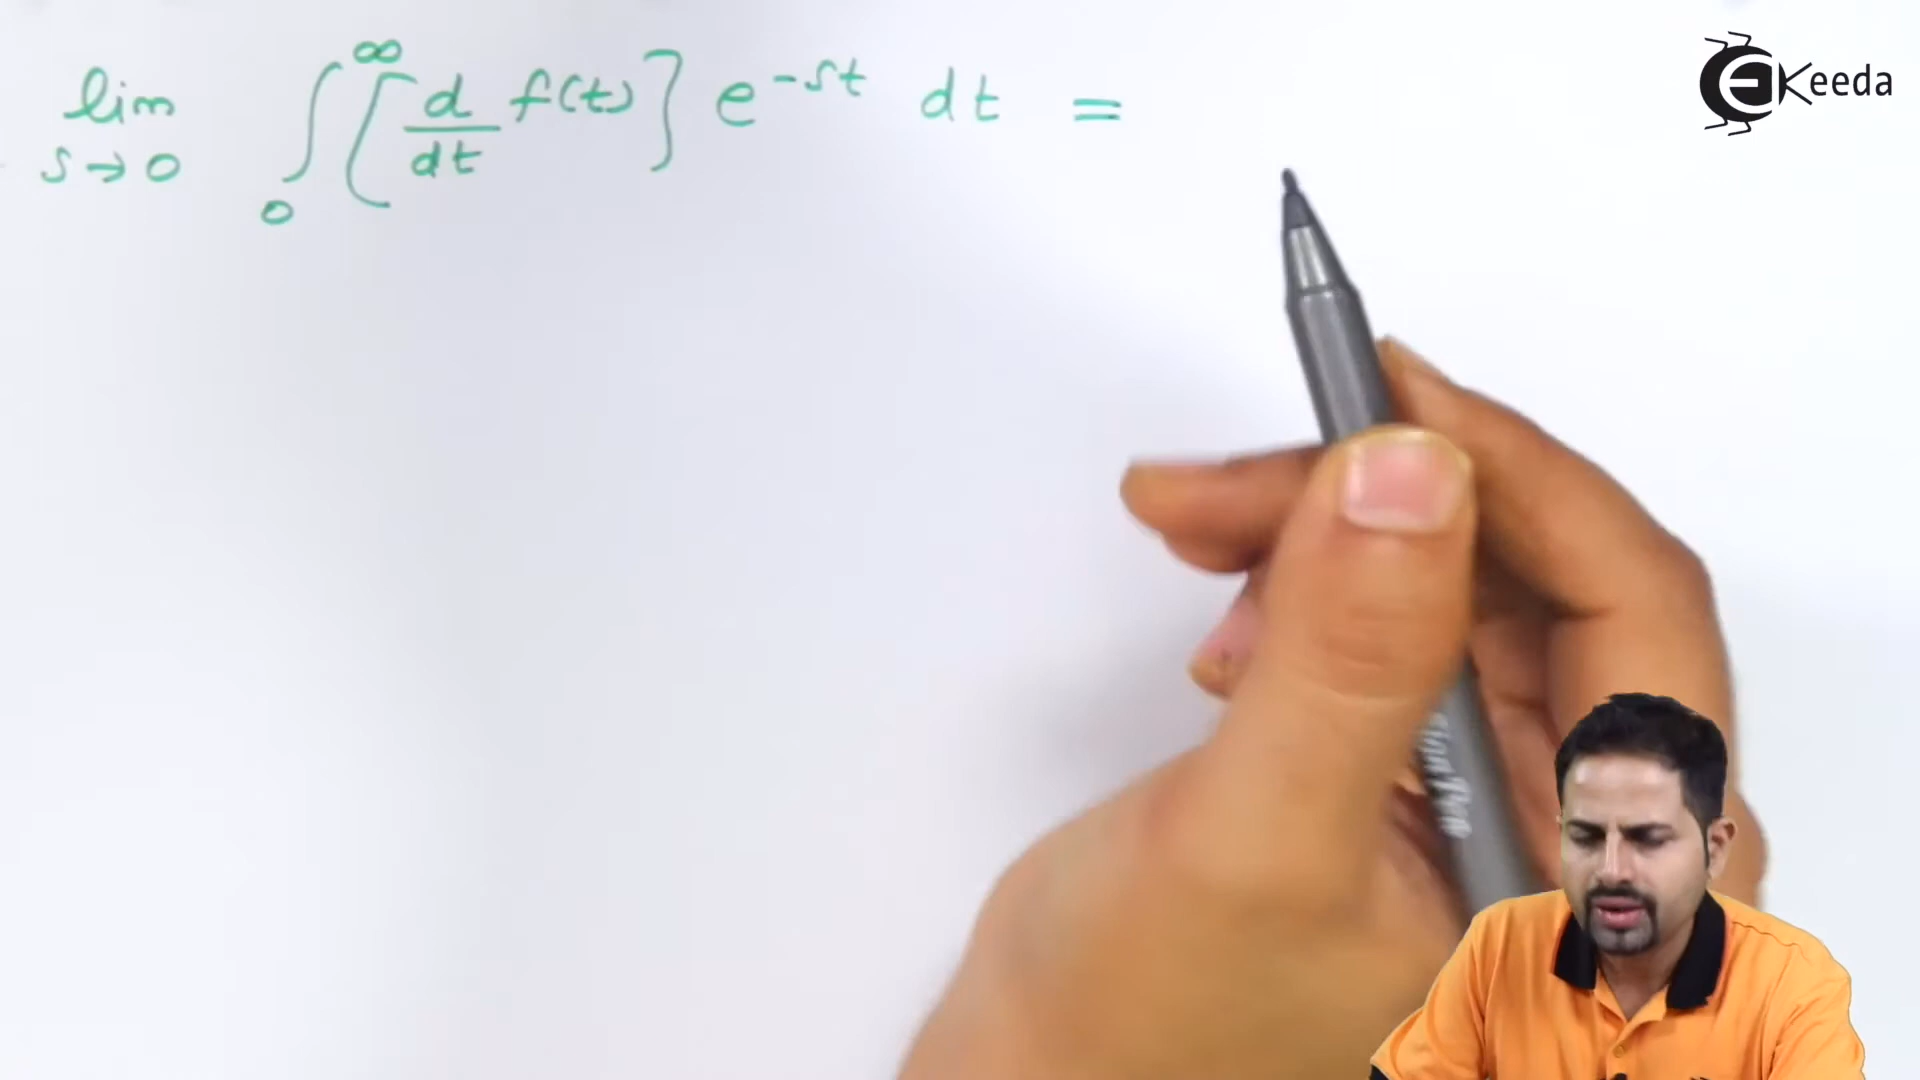 lim ∫₀^∞ [d/dt f(t)] e^-st dt =
s→0
EKeeda